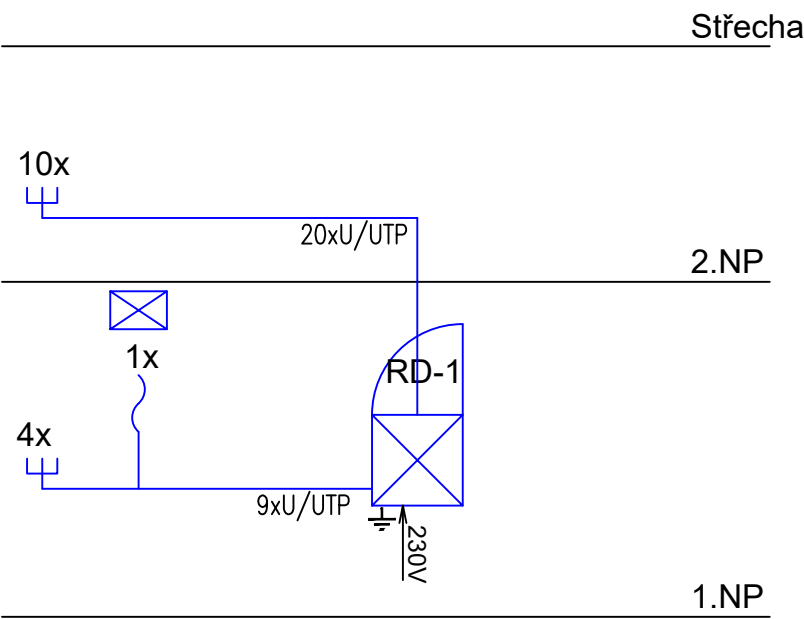 Střecha
10x
20xU/UTP
2.NP
1x
RD-1
4x
9xU/UTP
230V
1.NP